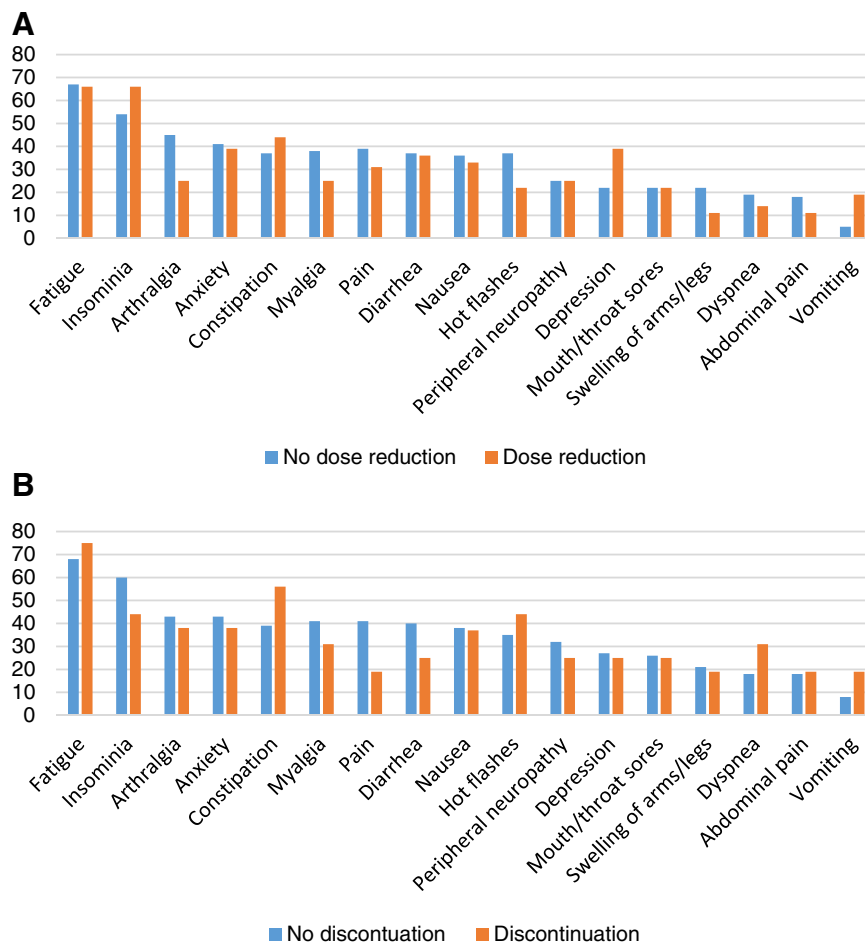 A
80
70
60
50
40
30
20
10
0
Fatigue
Insominia
Arthralgia
Anxiety
Constipation
Myalgia
Pain
Diarrhea
Nausea
Hot flashes
Peripheral neuropathy
Depression
Mouth/throat sores
Swelling of arms/legs
Dyspnea
Abdominal pain
Vomiting
No dose reduction Dose reduction
B
80
70
60
50
40
30
20
10
0
Fatigue
Insominia
Arthralgia
Anxiety
Constipation
Myalgia
Pain
Diarrhea
Nausea
Hot flashes
Peripheral neuropathy
Depression
Mouth/throat sores
Swelling of arms/legs
Dyspnea
Abdominal pain
Vomiting
No discontuation Discontinuation